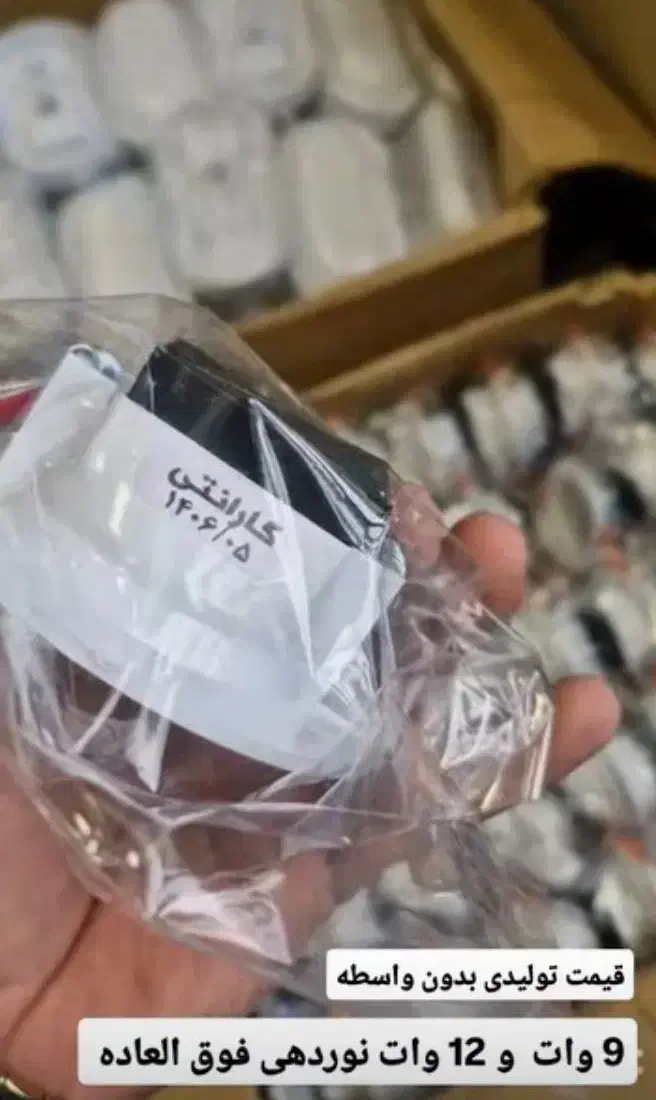 گارانتی
۱۴۰۶/۰۵
قیمت تولیدی بدون واسطه
9 وات و 12 وات نوردهی فوق العاده